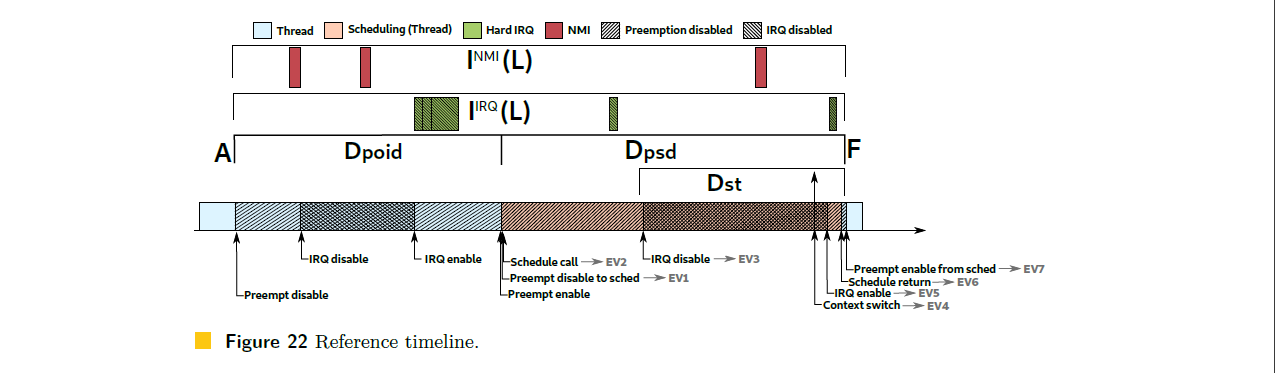 Thread Scheduling (Thread) Hard IRQ NMI Preemption disabled IRQ disabled
I^NMI (L)
I^IRQ (L)
A Dpoid Dpsd F
Dst
IRQ disable
IRQ enable
Schedule call → EV2
IRQ disable → EV3
Preempt enable from sched → EV7
Preempt disable to sched → EV1
Schedule return → EV6
Preempt disable
Preempt enable
IRQ enable → EV5
Context switch → EV4
Figure 22 Reference timeline.